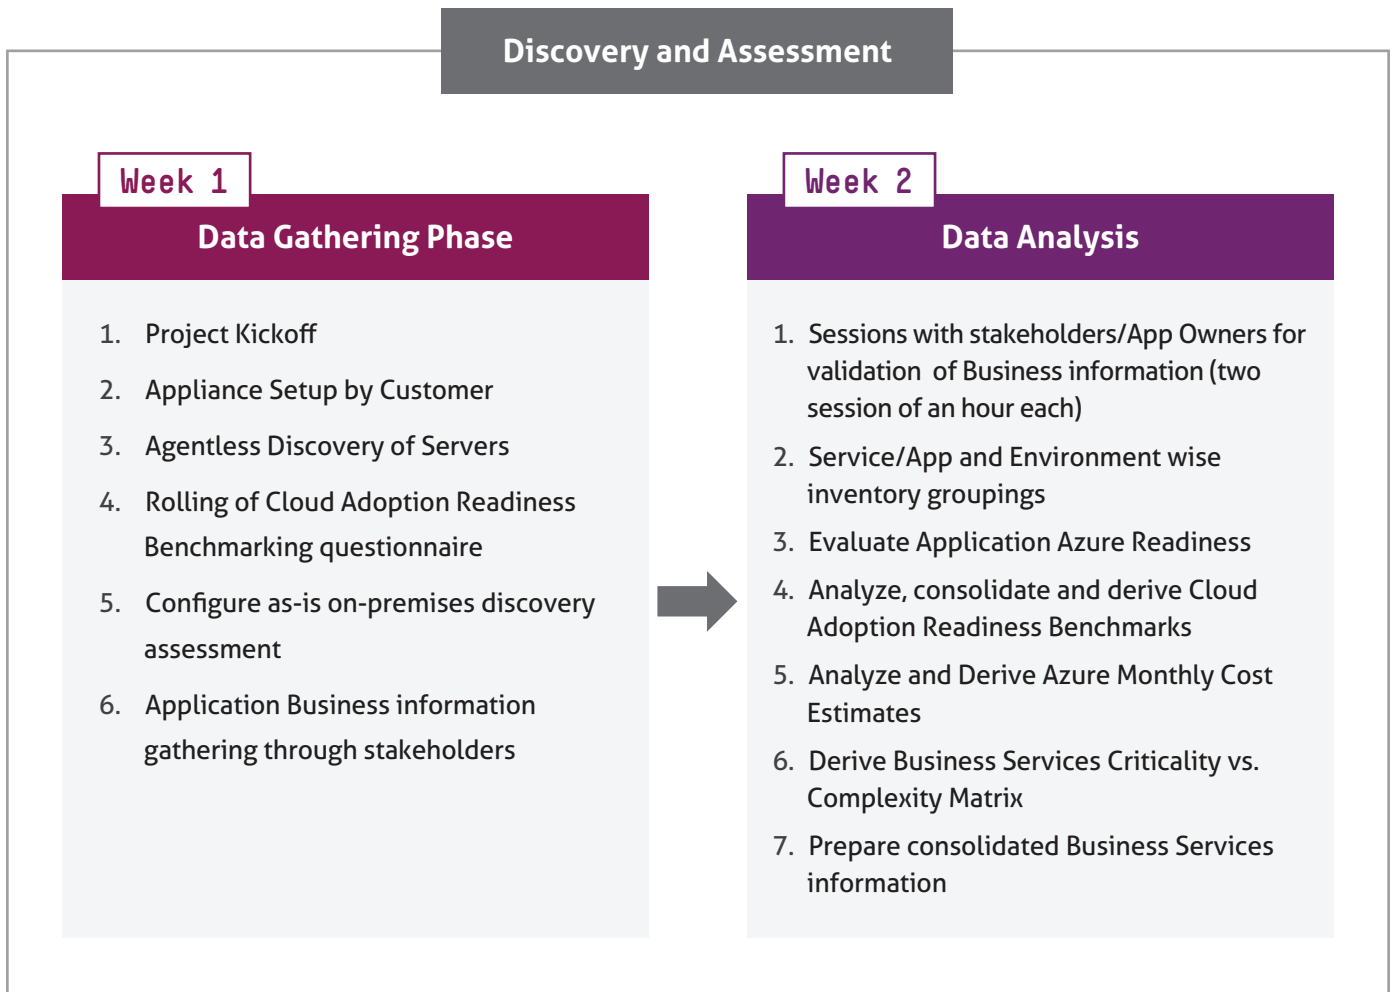 Discovery and Assessment
Week 1
Data Gathering Phase
1. Project Kickoff
2. Appliance Setup by Customer
3. Agentless Discovery of Servers
4. Rolling of Cloud Adoption Readiness
Benchmarking questionnaire
5. Configure as-is on-premises discovery
assessment
6. Application Business information
gathering through stakeholders
Week 2
Data Analysis
1. Sessions with stakeholders/App Owners for
validation of Business information (two
session of an hour each)
2. Service/App and Environment wise
inventory groupings
3. Evaluate Application Azure Readiness
4. Analyze, consolidate and derive Cloud
Adoption Readiness Benchmarks
5. Analyze and Derive Azure Monthly Cost
Estimates
6. Derive Business Services Criticality vs.
Complexity Matrix
7. Prepare consolidated Business Services
information